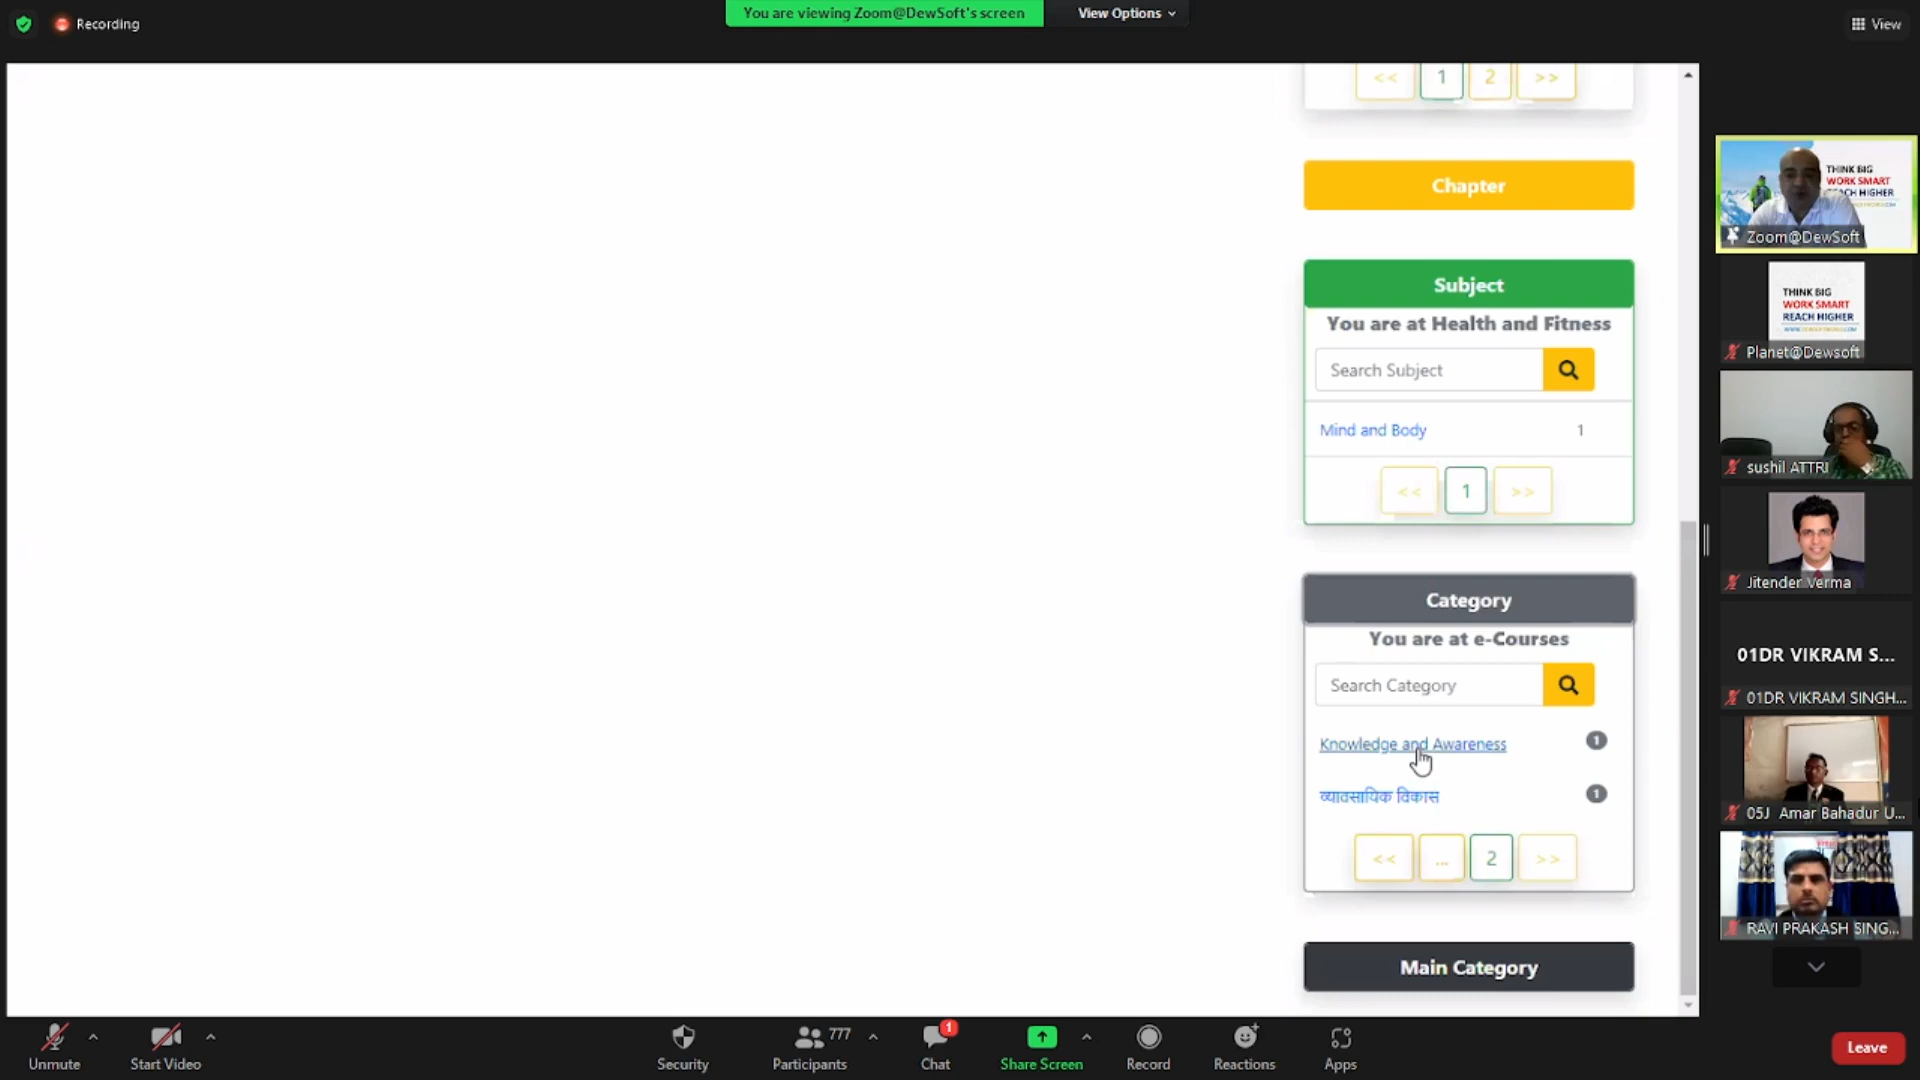 Recording
You are viewing Zoom@DewSoft's screen
View Options
View
<< 1 2 >>
Chapter
Subject
You are at Health and Fitness
Search Subject
Mind and Body 1
<< 1 >>
Category
You are at e-Courses
Search Category
Knowledge and Awareness 1
व्यावसायिक विकास 1
<< ... 2 >>
Main Category
THINK BIG
WORK SMART
REACH HIGHER
Zoom@DewSoft
THINK BIG
WORK SMART
REACH HIGHER
Planet@Dewsoft
sushil ATTRI
Jitender Verma
01DR VIKRAM S...
01DR VIKRAM SINGH...
05J Amar Bahadur U...
RAVI PRAKASH SING...
Unmute
Start Video
Security
777
Participants
1
Chat
Share Screen
Record
Reactions
Apps
Leave